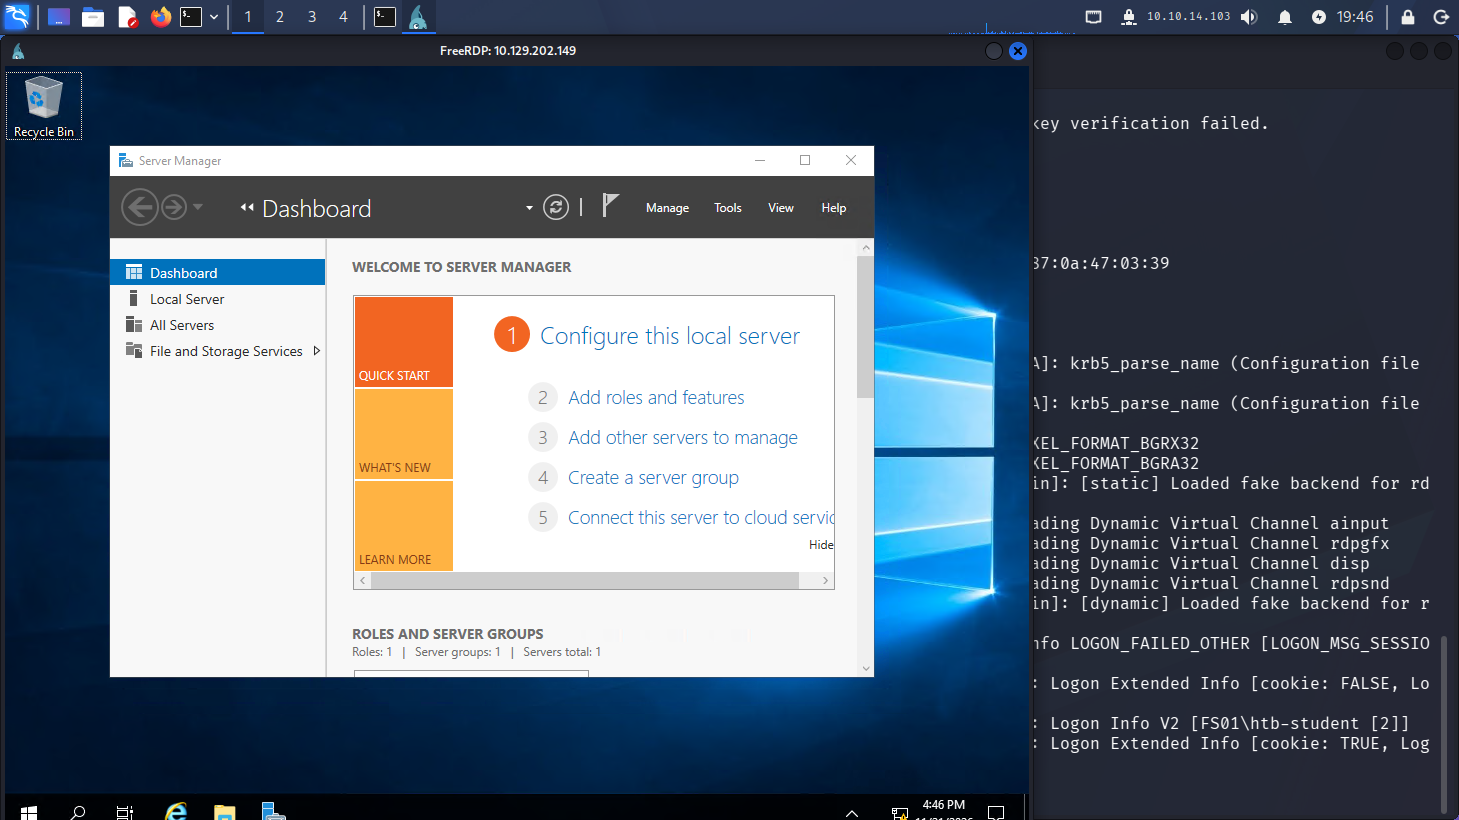 1 2 3 4 10.10.14.103 19:46
FreeRDP: 10.129.202.149
Recycle Bin
Server Manager
Dashboard
Manage Tools View Help
Dashboard
Local Server
All Servers
File and Storage Services
WELCOME TO SERVER MANAGER
QUICK START
WHAT'S NEW
LEARN MORE
1 Configure this local server
2 Add roles and features
3 Add other servers to manage
4 Create a server group
5 Connect this server to cloud servic
Hide
ROLES AND SERVER GROUPS
Roles: 1 | Server groups: 1 | Servers total: 1
4:46 PM
key verification failed.
37:0a:47:03:39
A]: krb5_parse_name (Configuration file
A]: krb5_parse_name (Configuration file
XEL_FORMAT_BGRX32
XEL_FORMAT_BGRA32
in]: [static] Loaded fake backend for rd
ading Dynamic Virtual Channel ainput
ading Dynamic Virtual Channel rdpgfx
ading Dynamic Virtual Channel disp
ading Dynamic Virtual Channel rdpsnd
in]: [dynamic] Loaded fake backend for r
nfo LOGON_FAILED_OTHER [LOGON_MSG_SESSIO
: Logon Extended Info [cookie: FALSE, Lo
: Logon Info V2 [FS01\htb-student [2]]
: Logon Extended Info [cookie: TRUE, Log